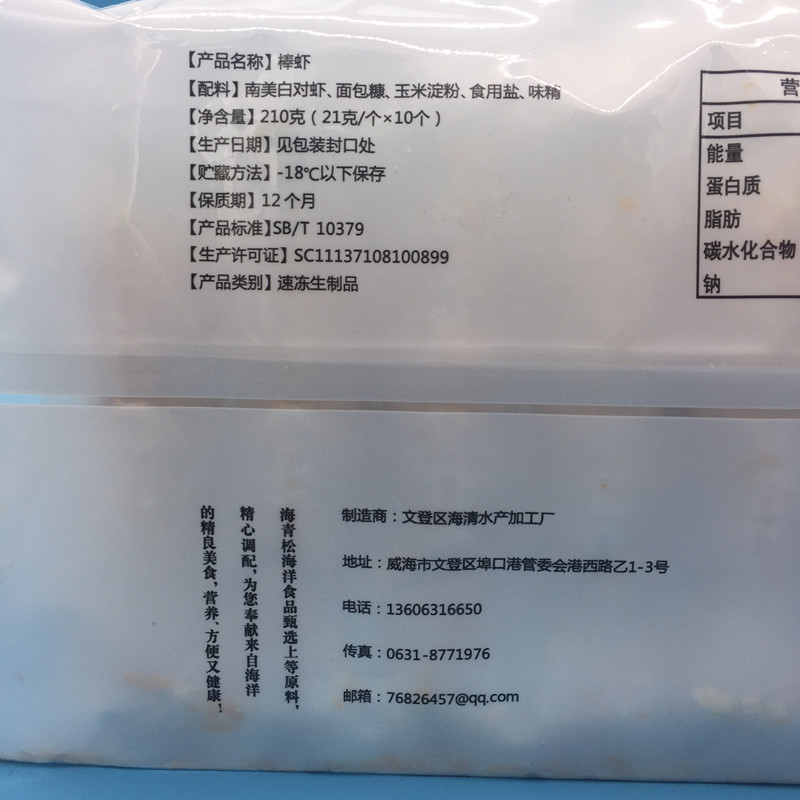 【产品名称】棒虾
【配料】南美白对虾、面包糠、玉米淀粉、食用盐、味精
【净含量】210克（21克/个×10个）
【生产日期】见包装封口处
【贮藏方法】-18℃以下保存
【保质期】12个月
【产品标准】SB/T 10379
【生产许可证】SC11137108100899
【产品类别】速冻生制品
营
项目
能量
蛋白质
脂肪
碳水化合物
钠
海青松海洋食品甄选上等原料，
精心调配，为您奉献来自海洋
的精良美食，营养、方便又健康！
制造商：文登区海清水产加工厂
地址：威海市文登区埠口港管委会港西路乙1-3号
电话：13606316650
传真：0631-8771976
邮箱：76826457@qq.com